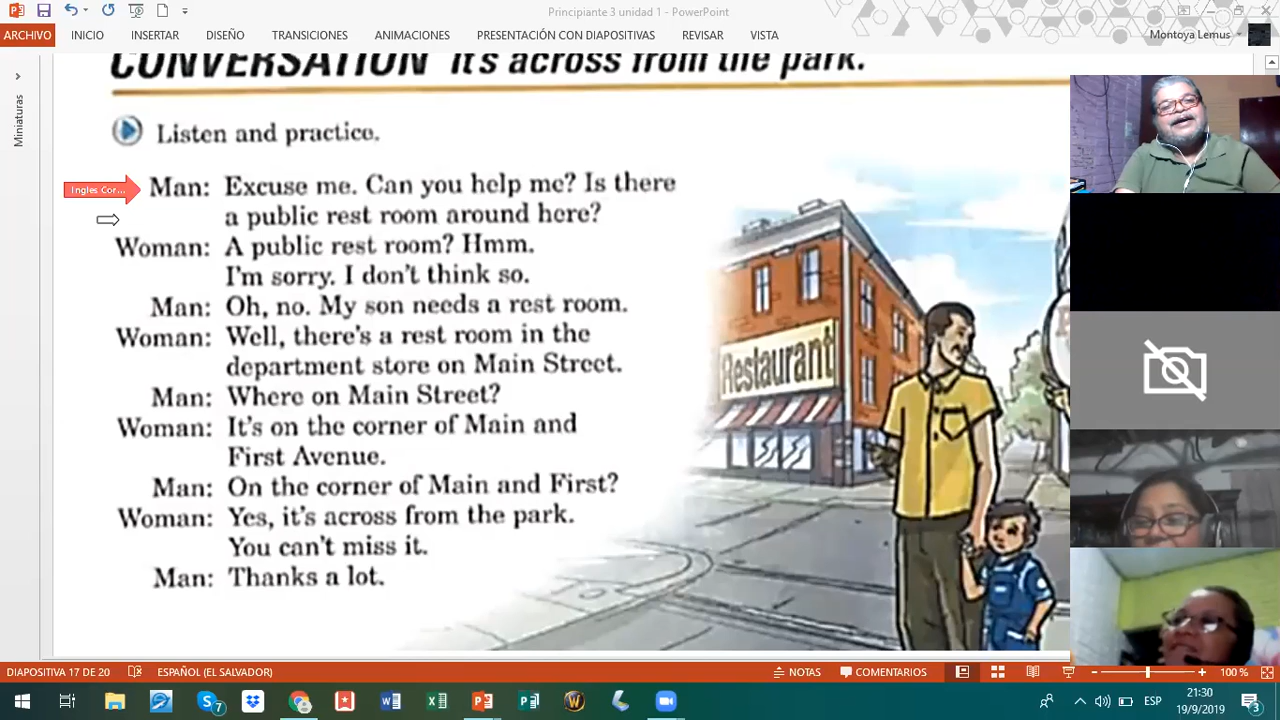 Principiante 3 unidad 1 - PowerPoint
ARCHIVO INICIO INSERTAR DISEÑO TRANSICIONES ANIMACIONES PRESENTACIÓN CON DIAPOSITIVAS REVISAR VISTA Montoya Lemus
Miniaturas
CONVERSATION It's across from the park.
Listen and practice.
Ingles Cor...
Man: Excuse me. Can you help me? Is there
a public rest room around here?
Woman: A public rest room? Hmm.
I'm sorry. I don't think so.
Man: Oh, no. My son needs a rest room.
Woman: Well, there's a rest room in the
department store on Main Street.
Man: Where on Main Street?
Woman: It's on the corner of Main and
First Avenue.
Man: On the corner of Main and First?
Woman: Yes, it's across from the park.
You can't miss it.
Man: Thanks a lot.
Restaurant
DIAPOSITIVA 17 DE 20 ESPAÑOL (EL SALVADOR) NOTAS COMENTARIOS 100 %
7
ESP
21:30
19/9/2019
3